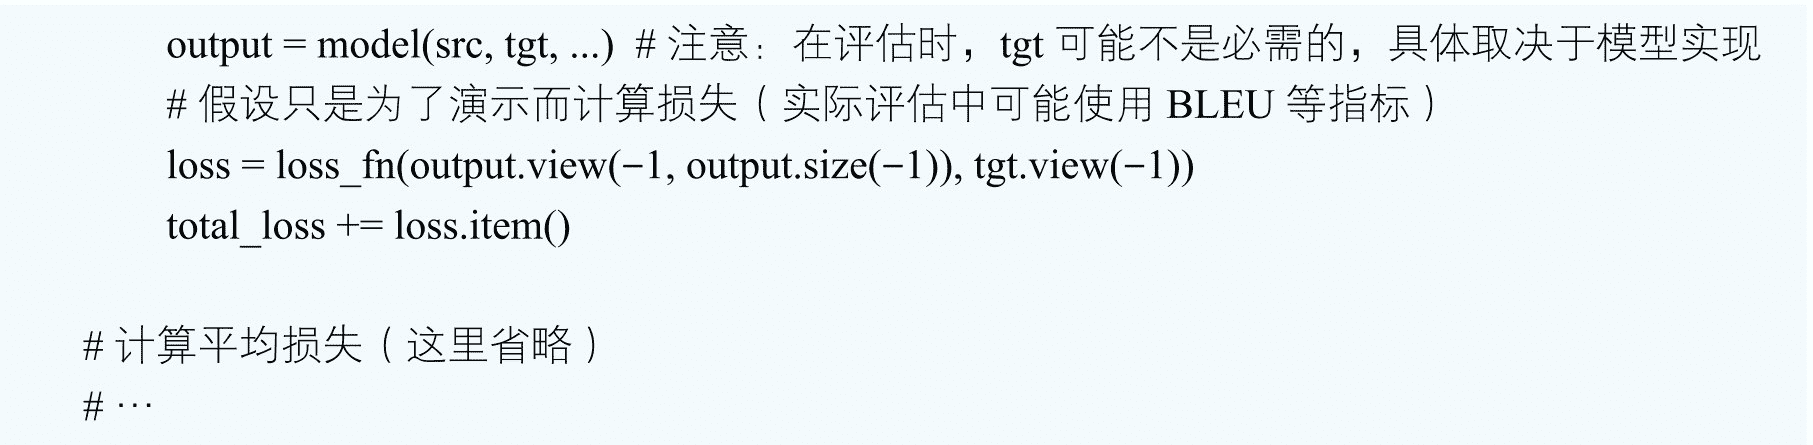 output = model(src, tgt, ...)  # 注意：在评估时，tgt 可能不是必需的，具体取决于模型实现
# 假设只是为了演示而计算损失（实际评估中可能使用 BLEU 等指标）
loss = loss_fn(output.view(−1, output.size(−1)), tgt.view(−1))
total_loss += loss.item()
# 计算平均损失（这里省略）
# …